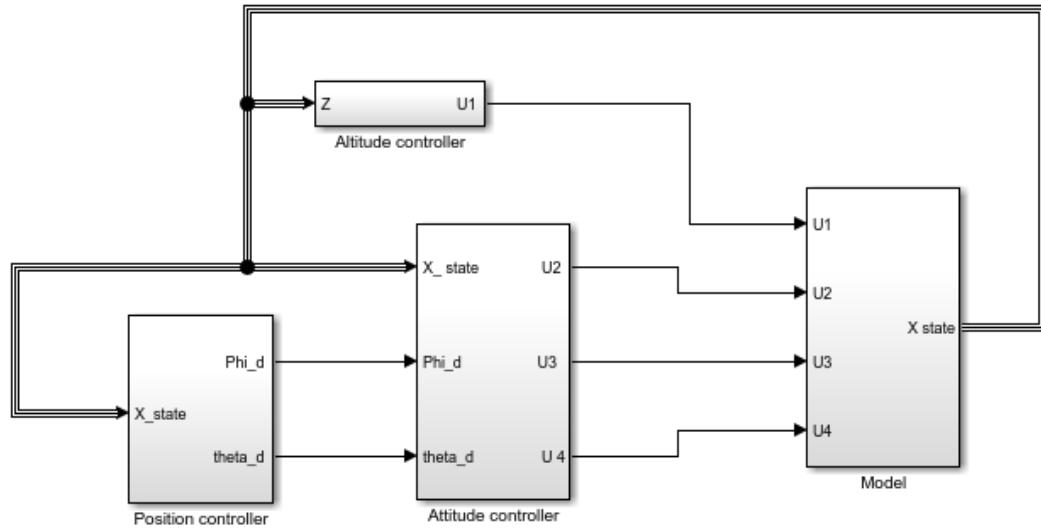 Z U1
Altitude controller
U1
X_ state U2
U2
Phi_d
Phi_d U3
X state
U3
X_state
U4
theta_d
theta_d U 4
Model
Position controller
Attitude controller